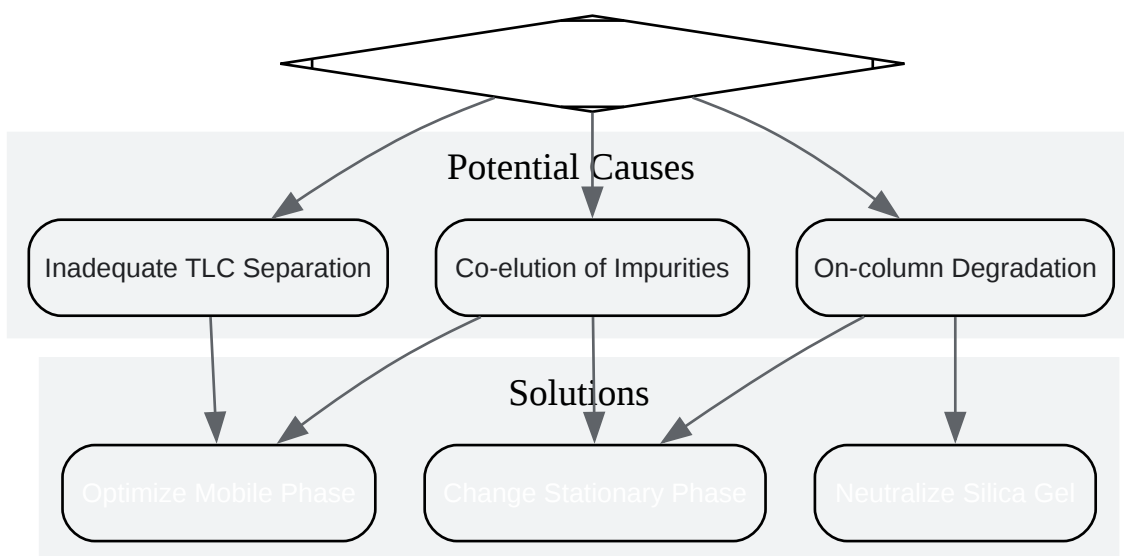 Potential Causes
Inadequate TLC Separation
Co-elution of Impurities
On-column Degradation
Solutions
Optimize Mobile Phase
Change Stationary Phase
Neutralize Silica Gel